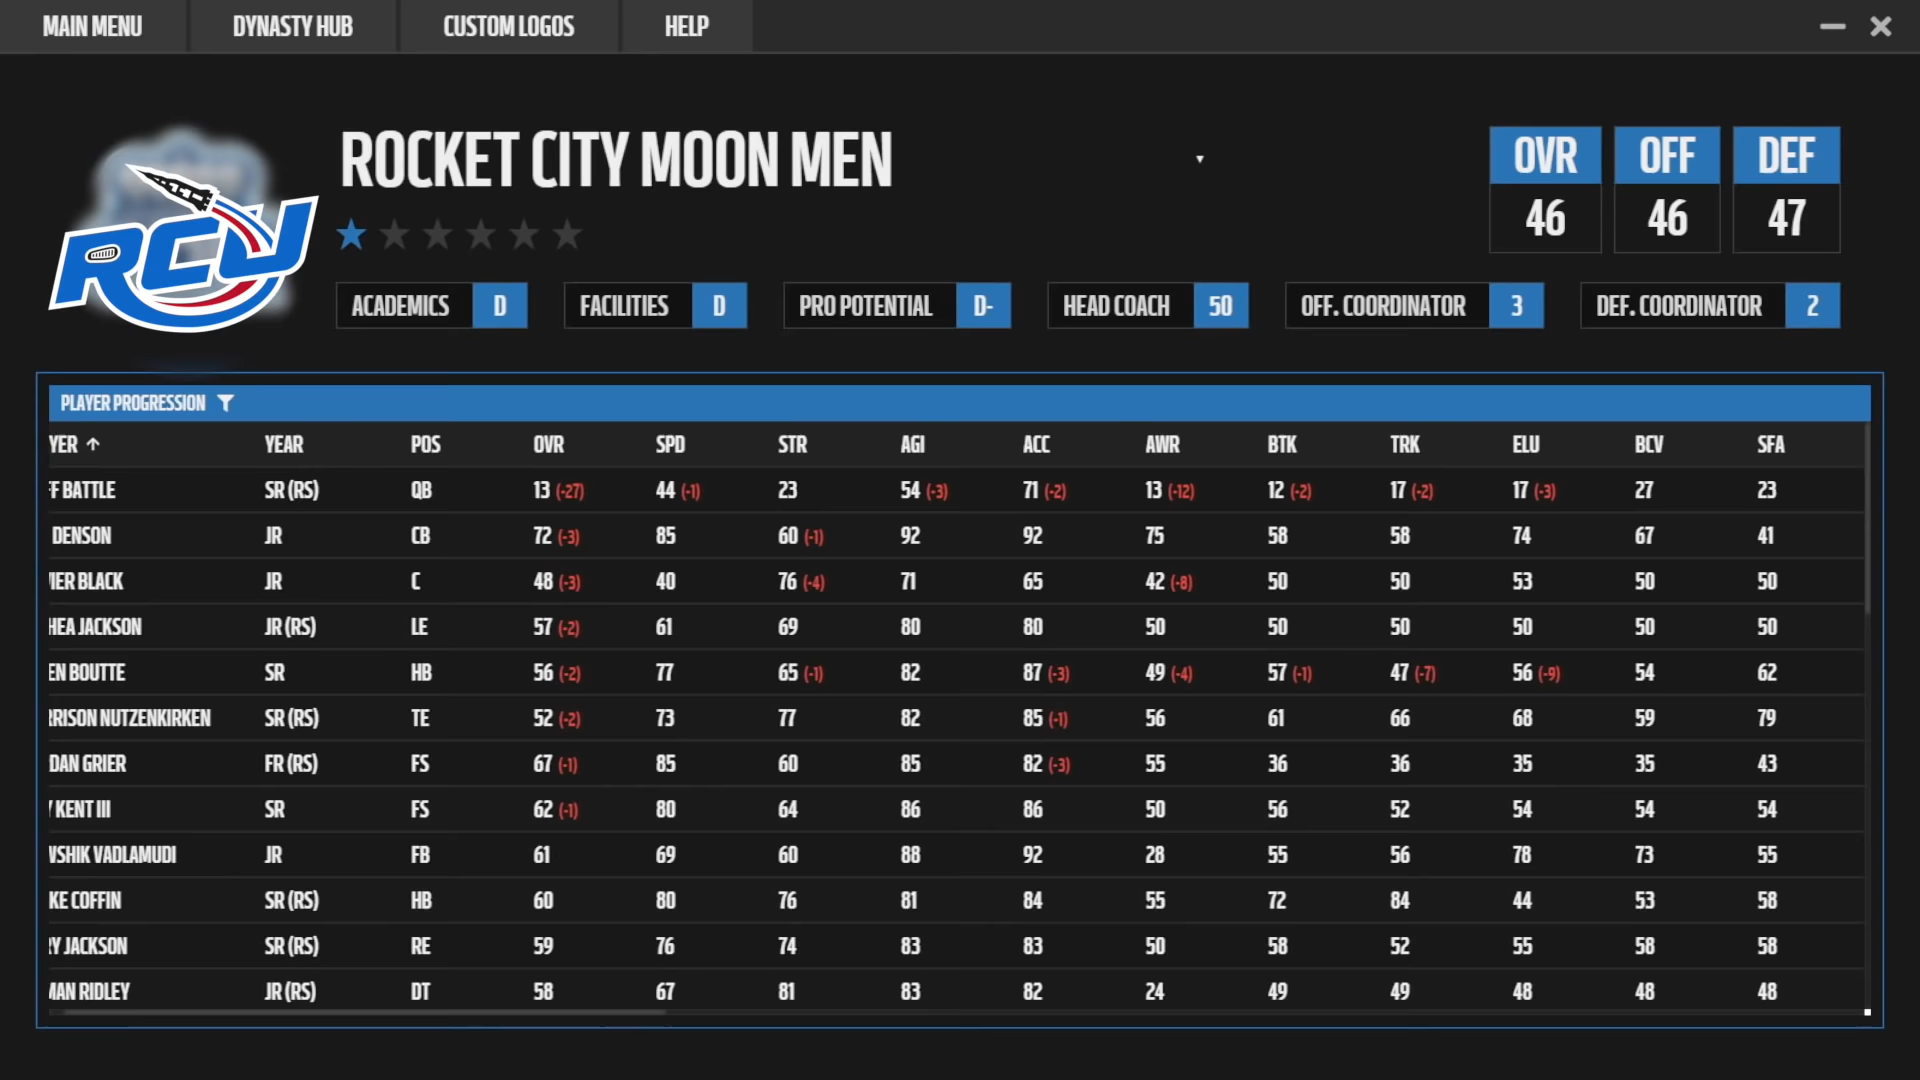 MAIN MENU DYNASTY HUB CUSTOM LOGOS HELP
ROCKET CITY MOON MEN
RCU
OVR OFF DEF
46 46 47
ACADEMICS D FACILITIES D PRO POTENTIAL D- HEAD COACH 50 OFF. COORDINATOR 3 DEF. COORDINATOR 2
PLAYER PROGRESSION
YER YEAR POS OVR SPD STR AGI ACC AWR BTK TRK ELU BCV SFA
FF BATTLE SR (RS) QB 13 (-27) 44 (-1) 23 54 (-3) 71 (-2) 13 (-12) 12 (-2) 17 (-2) 17 (-3) 27 23
DENSON JR CB 72 (-3) 85 60 (-1) 92 92 75 58 58 74 67 41
IER BLACK JR C 48 (-3) 40 76 (-4) 71 65 42 (-8) 50 50 53 50 50
HEA JACKSON JR (RS) LE 57 (-2) 61 69 80 80 50 50 50 50 50 50
EN BOUTTE SR HB 56 (-2) 77 65 (-1) 82 87 (-3) 49 (-4) 57 (-1) 47 (-7) 56 (-9) 54 62
RRISON NUTZENKIRKEN SR (RS) TE 52 (-2) 73 77 82 85 (-1) 56 61 66 68 59 79
DAN GRIER FR (RS) FS 67 (-1) 85 60 85 82 (-3) 55 36 36 35 35 43
Y KENT III SR FS 62 (-1) 80 64 86 86 50 56 52 54 54 54
VSHIK VADLAMUDI JR FB 61 69 60 88 92 28 55 56 78 73 55
KE COFFIN SR (RS) HB 60 80 76 81 84 55 72 84 44 53 58
RY JACKSON SR (RS) RE 59 76 74 83 83 50 58 52 55 58 58
MAN RIDLEY JR (RS) DT 58 67 81 83 82 24 49 49 48 48 48